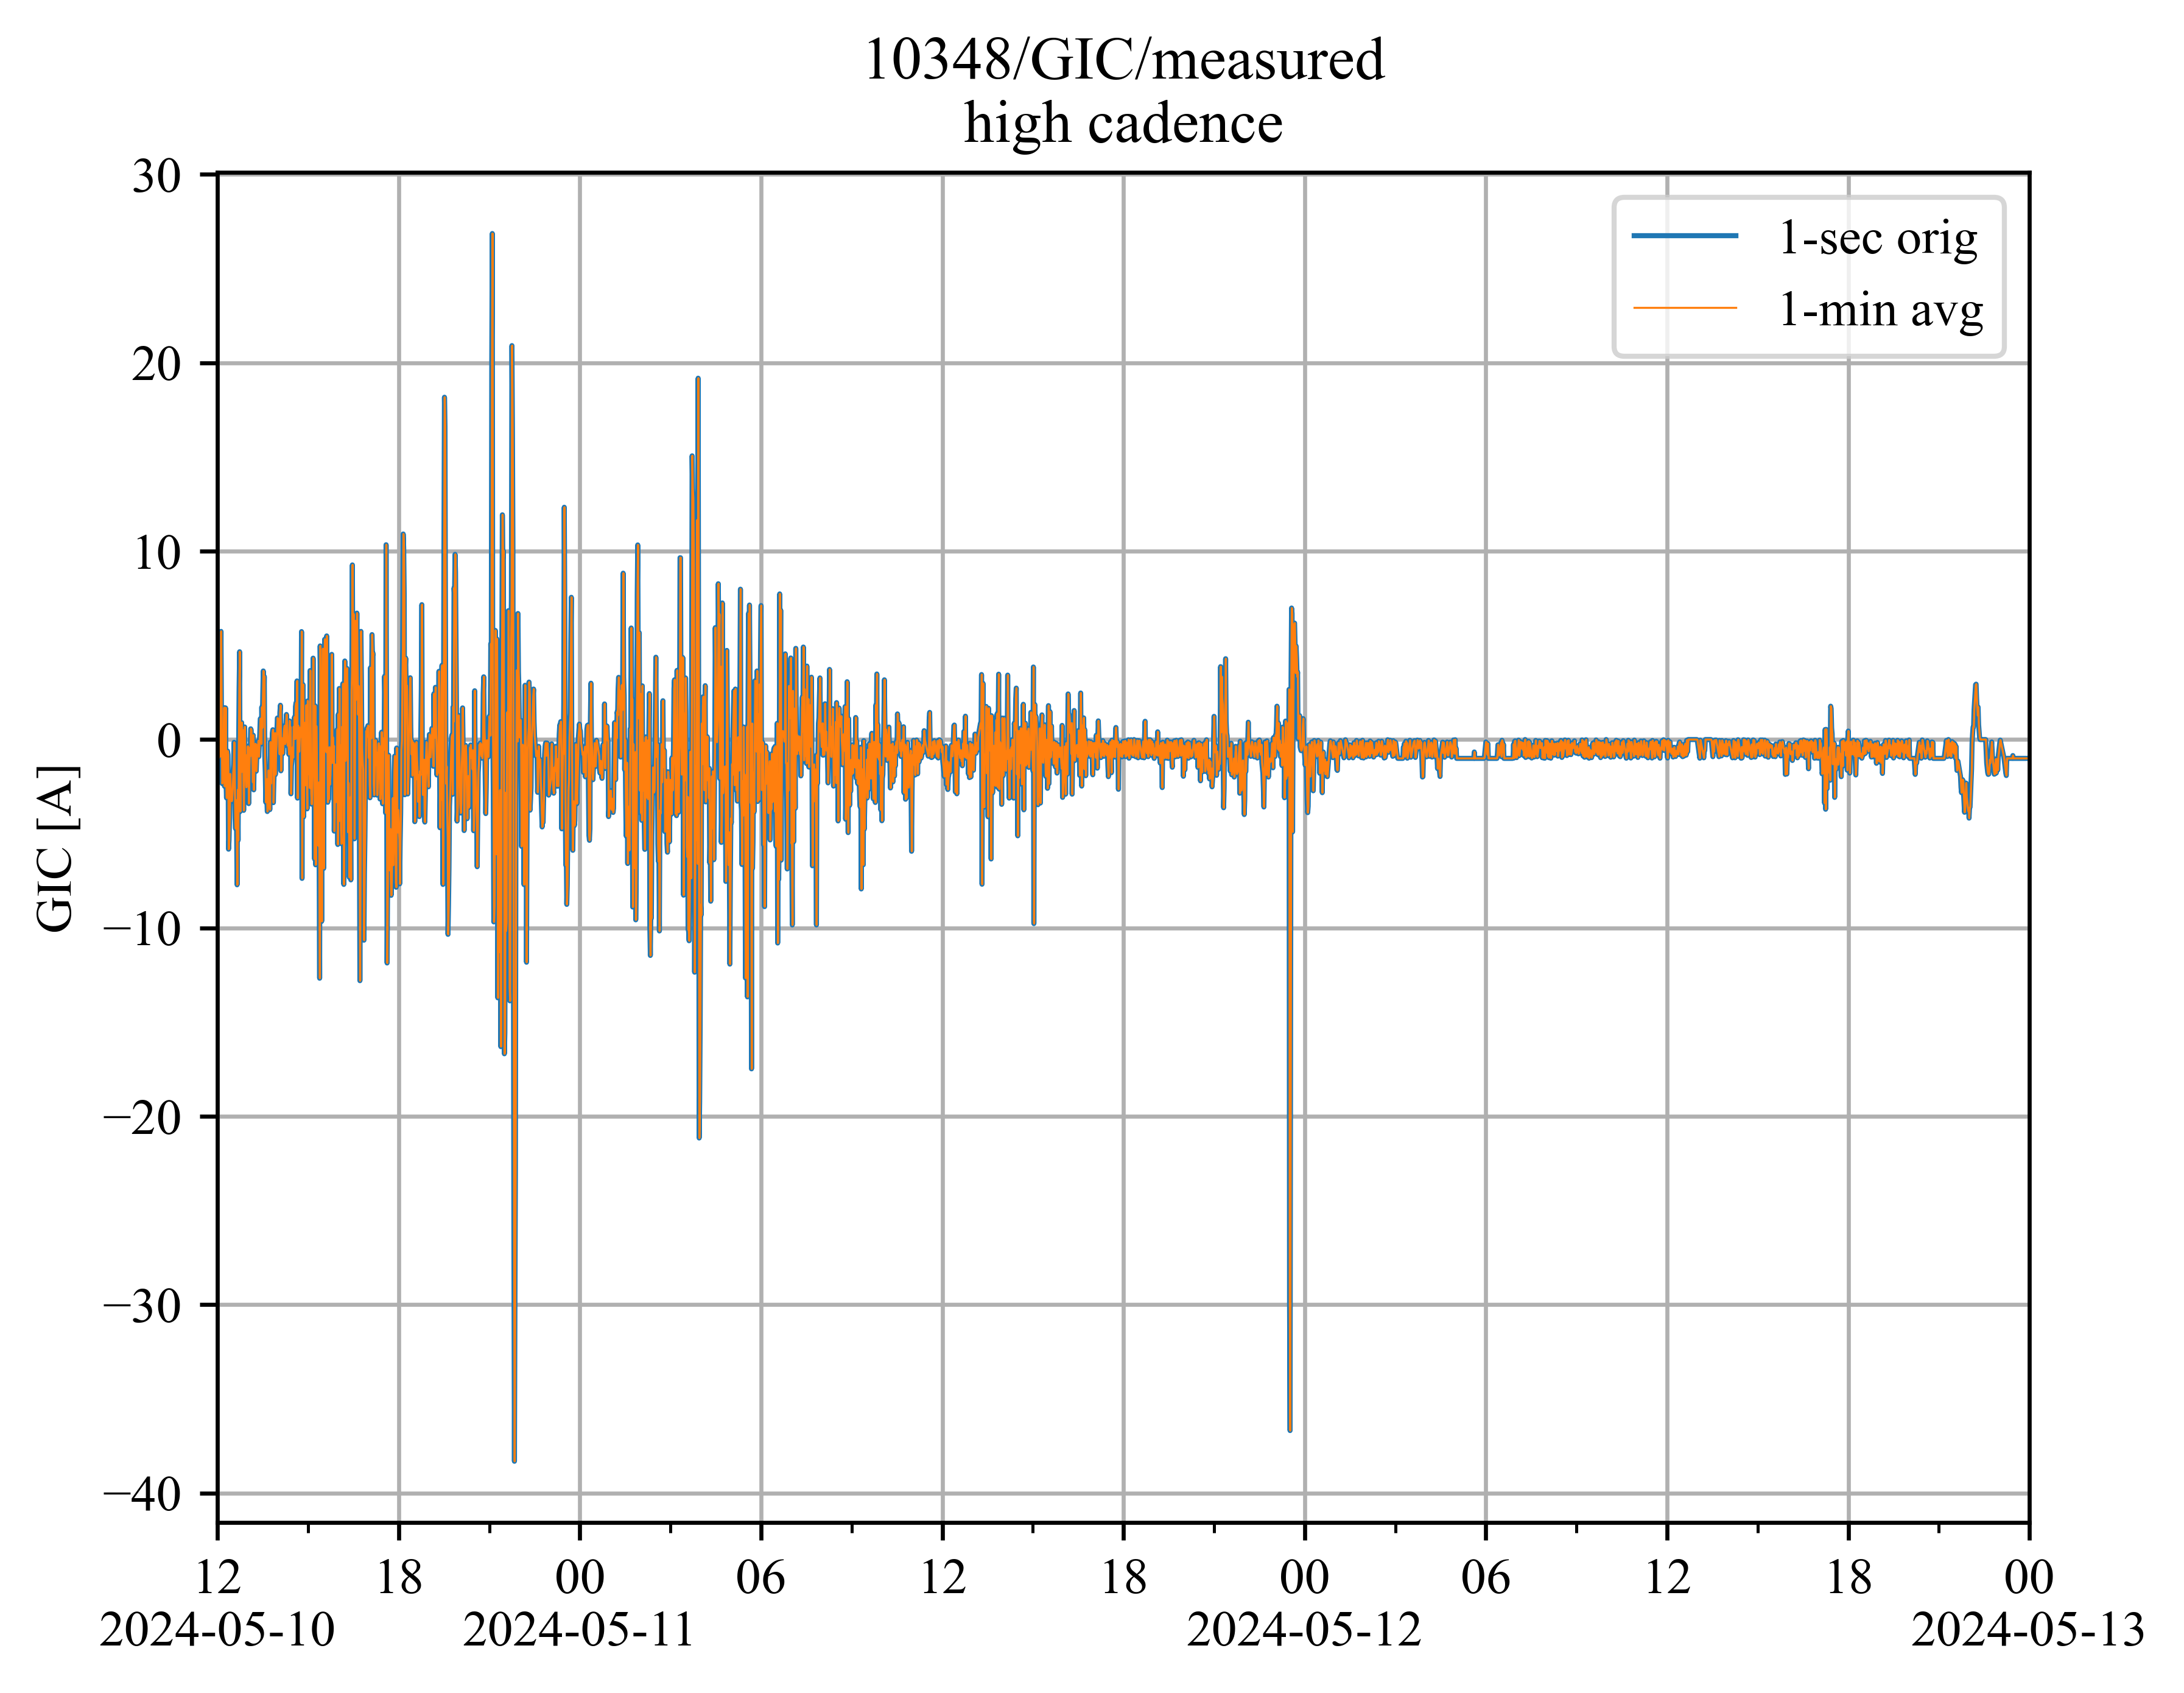 10348/GIC/measured
high cadence
30
20
10
0
−10
−20
−30
−40
GIC [A]
1-sec orig
1-min avg
12 18 00 06 12 18 00 06 12 18 00
2024-05-10 2024-05-11 2024-05-12 2024-05-13